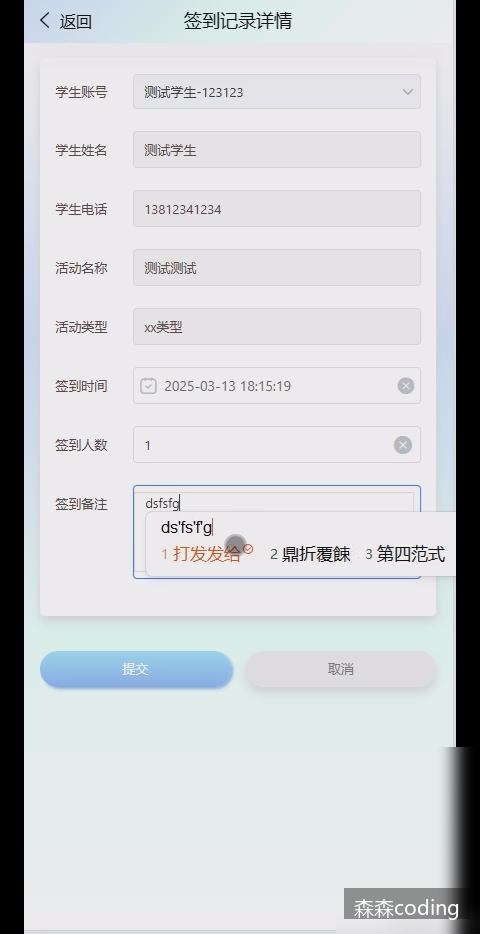 返回 签到记录详情
学生账号 测试学生-123123
学生姓名 测试学生
学生电话 13812341234
活动名称 测试测试
活动类型 xx类型
签到时间 2025-03-13 18:15:19
签到人数 1
签到备注 dsfsfg
ds'fs'f'g
1 打发发给 2 鼎折覆餗 3 第四范式
提交 取消
森森coding